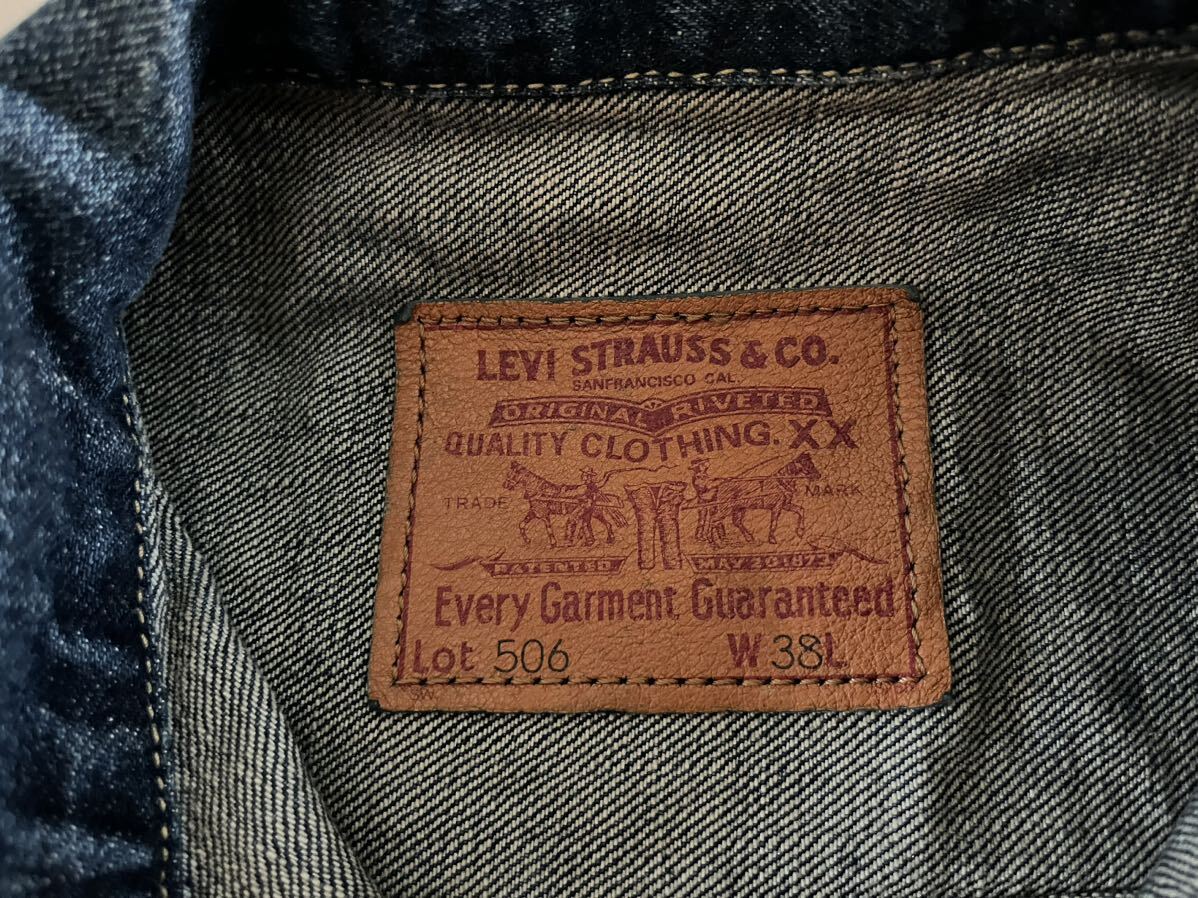 LEVI STRAUSS & CO.
SANFRANCISCO CAL.
ORIGINAL RIVETED
QUALITY CLOTHING. XX
TRADE MARK
PATENTED MAY 20 1873
Every Garment Guaranteed
Lot 506 W 38 L